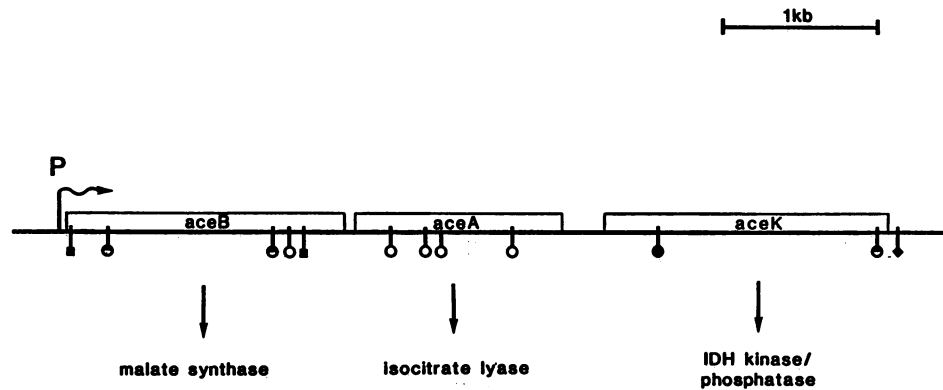 1kb
P
aceB
aceA
aceK
malate synthase
isocitrate lyase
IDH kinase/
phosphatase